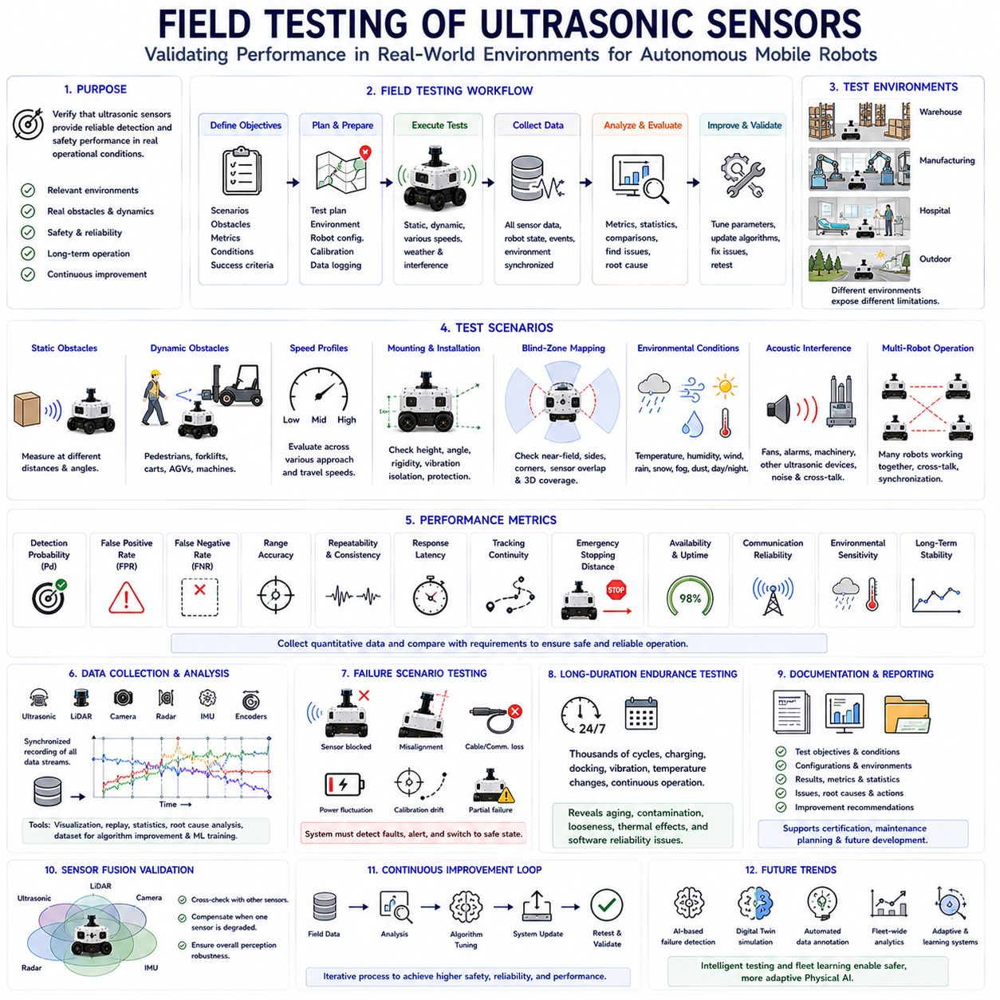 FIELD TESTING OF ULTRASONIC SENSORS
Validating Performance in Real-World Environments for Autonomous Mobile Robots
1. PURPOSE
Verify that ultrasonic sensors
provide reliable detection and
safety performance in real
operational conditions.
Relevant environments
Real obstacles & dynamics
Safety & reliability
Long-term operation
Continuous improvement
2. FIELD TESTING WORKFLOW
Define Objectives
Scenarios
Obstacles
Metrics
Conditions
Success criteria
Plan & Prepare
Test plan
Environment
Robot config.
Calibration
Data logging
Execute Tests
Static, dynamic,
various speeds,
weather &
interference
Collect Data
All sensor data,
robot state, events,
environment
synchronized
Analyze & Evaluate
Metrics, statistics,
comparisons,
find issues,
root cause
Improve & Validate
Tune parameters,
update algorithms,
fix issues,
retest
3. TEST ENVIRONMENTS
Warehouse
Manufacturing
Hospital
Outdoor
Different environments
expose different limitations.
4. TEST SCENARIOS
Static Obstacles
Measure at different
distances & angles.
Dynamic Obstacles
Pedestrians, forklifts,
carts, AGVs, machines.
Speed Profiles
Low Mid High
Evaluate across
various approach
and travel speeds.
Mounting & Installation
Check height, angle,
rigidity, vibration
isolation, protection.
Blind-Zone Mapping
Check near-field, sides,
corners, sensor overlap
& 3D coverage.
Environmental Conditions
Temperature, humidity, wind,
rain, snow, fog, dust, day/night.
Acoustic Interference
Fans, alarms, machinery,
other ultrasonic devices,
noise & cross-talk.
Multi-Robot Operation
Many robots working
together, cross-talk,
synchronization.
5. PERFORMANCE METRICS
Detection
Probability
(Pd)
False Positive
Rate
(FPR)
False Negative
Rate
(FNR)
Range
Accuracy
Repeatability
& Consistency
Response
Latency
Tracking
Continuity
Emergency
Stopping
Distance
STOP
Availability
& Uptime
98%
Communication
Reliability
Environmental
Sensitivity
Long-Term
Stability
Collect quantitative data and compare with requirements to ensure safe and reliable operation.
6. DATA COLLECTION & ANALYSIS
Ultrasonic
LiDAR
Camera
Radar
IMU
Encoders
Synchronized
recording of all
data streams.
Time
Tools: Visualization, replay, statistics, root cause analysis,
dataset for algorithm improvement & ML training.
7. FAILURE SCENARIO TESTING
Sensor blocked
Misalignment
Cable/Comm. loss
Power fluctuation
Calibration drift
Partial failure
System must detect faults, alert, and switch to safe state.
8. LONG-DURATION ENDURANCE TESTING
24/7
Thousands of cycles, charging,
docking, vibration, temperature
changes, continuous operation.
Reveals aging, contamination,
looseness, thermal effects, and
software reliability issues.
9. DOCUMENTATION & REPORTING
Test objectives & conditions
Configurations & environments
Results, metrics & statistics
Issues, root causes & actions
Improvement recommendations
Supports certification, maintenance
planning & future development.
10. SENSOR FUSION VALIDATION
LiDAR
Ultrasonic
Camera
Radar
IMU
Cross-check with other sensors.
Compensate when one
sensor is degraded.
Ensure overall perception
robustness.
11. CONTINUOUS IMPROVEMENT LOOP
Field Data
Analysis
Algorithm
Tuning
System Update
Retest &
Validate
Iterative process to achieve higher safety, reliability, and performance.
12. FUTURE TRENDS
AI-based
failure detection
Digital Twin
simulation
Automated
data annotation
Fleet-wide
analytics
Adaptive &
learning systems
Intelligent testing and fleet learning enable safer,
more adaptive Physical AI.